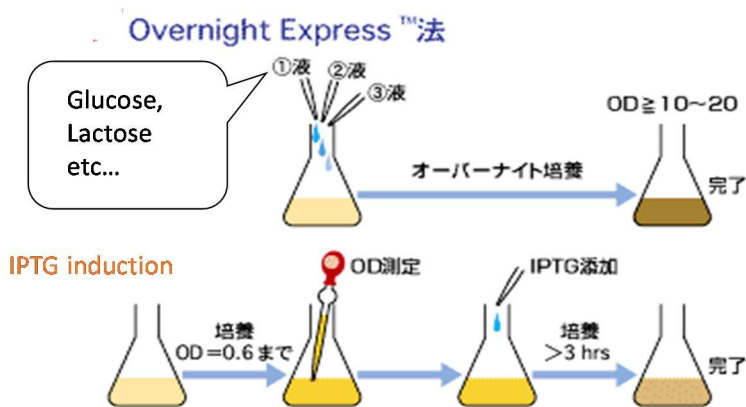 Overnight Express™法
①液
②液
③液
Glucose,
Lactose
etc...
OD≧10~20
オーバーナイト培養
完了
IPTG induction
OD測定
IPTG添加
培養
OD=0.6まで
培養
>3 hrs
完了